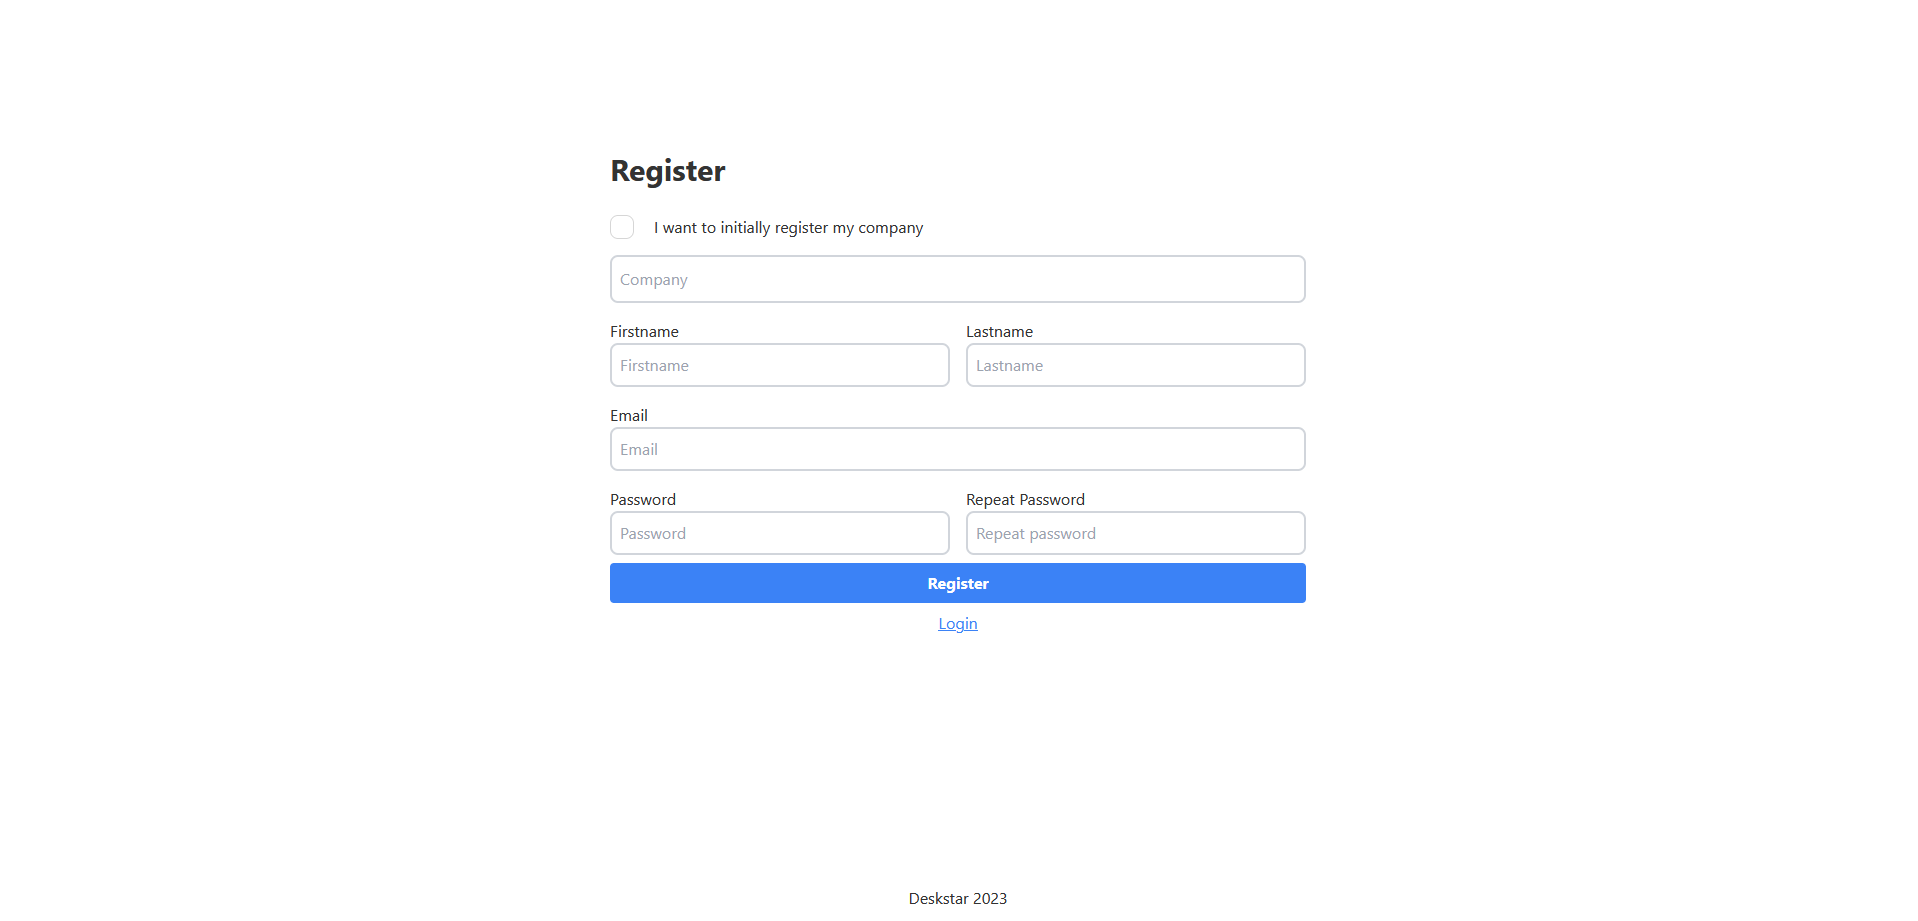 Register
I want to initially register my company
Company
Firstname Lastname
Firstname Lastname
Email
Email
Password Repeat Password
Password Repeat password
Register
Login
Deskstar 2023